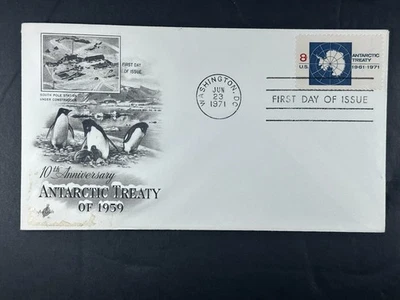 FIRST DAY
OF ISSUE
SOUTH POLE STATION
UNDER CONSTRUCTION
10th Anniversary
ANTARCTIC TREATY
OF 1959
WASHINGTON, DC
JUN
23
1971
8
U.S.
ANTARCTIC
TREATY
1961-1971
FIRST DAY OF ISSUE